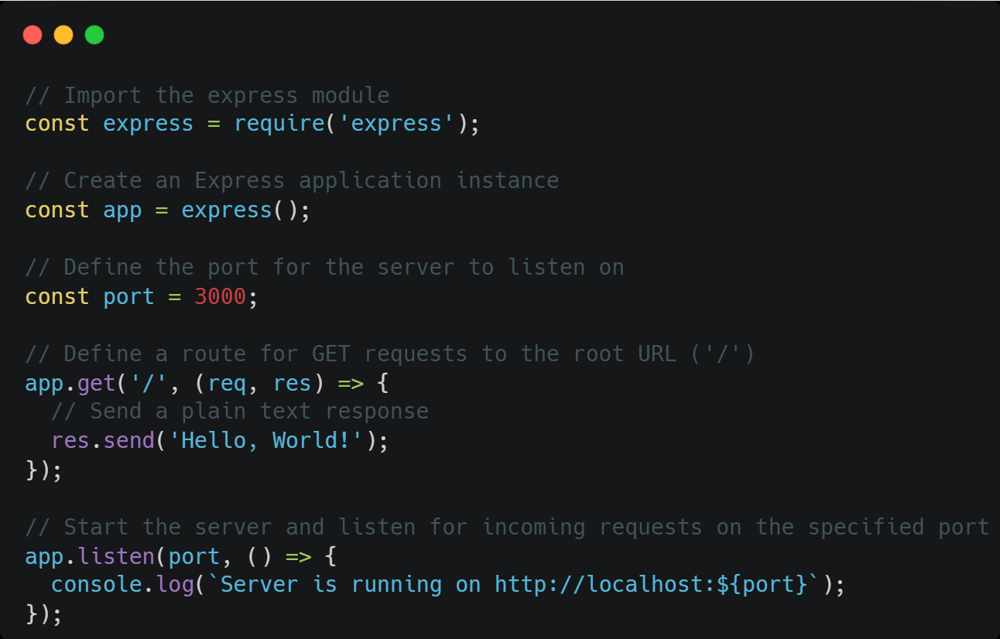 // Import the express module
const express = require('express');

// Create an Express application instance
const app = express();

// Define the port for the server to listen on
const port = 3000;

// Define a route for GET requests to the root URL ('/')
app.get('/', (req, res) => {
  // Send a plain text response
  res.send('Hello, World!');
});

// Start the server and listen for incoming requests on the specified port
app.listen(port, () => {
  console.log(`Server is running on http://localhost:${port}`);
});